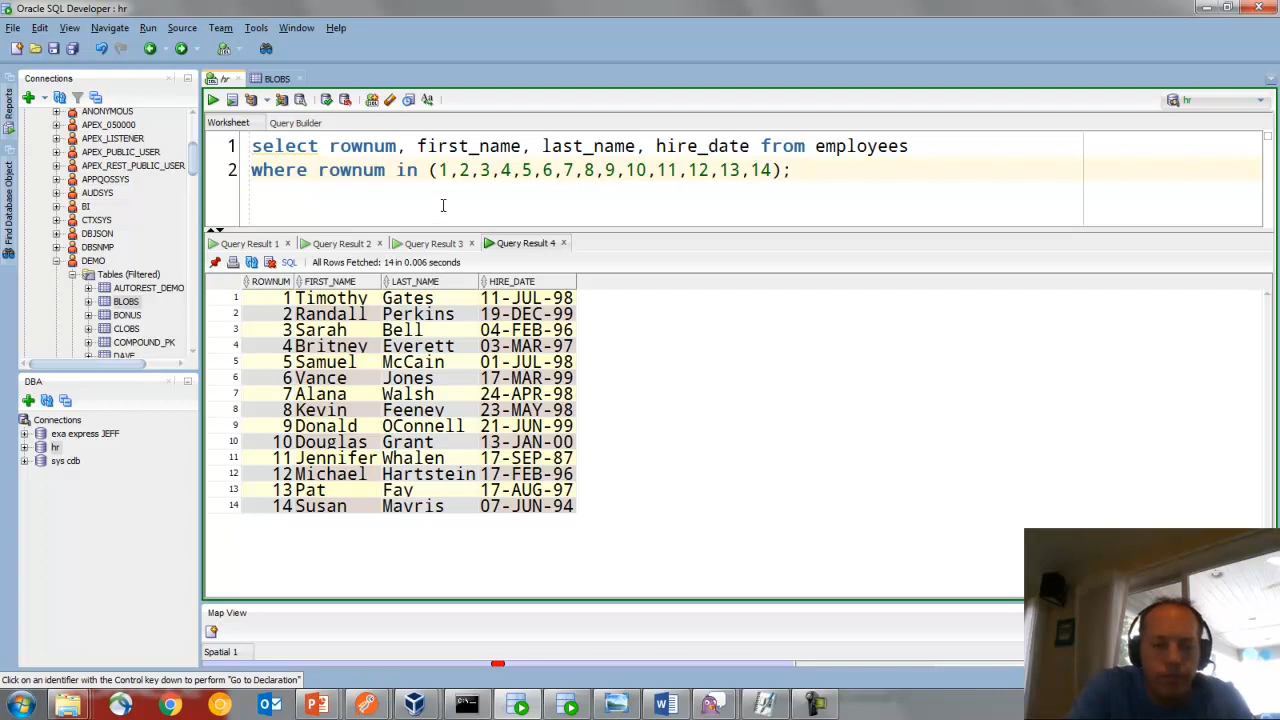 Oracle SQL Developer : hr
File Edit View Navigate Run Source Team Tools Window Help
Reports
Find Database Object
Connections
ANONYMOUS
APEX_050000
APEX_LISTENER
APEX_PUBLIC_USER
APEX_REST_PUBLIC_USER
APPQOSSYS
AUDSYS
BI
CTXSYS
DBJSON
DBSNMP
DEMO
Tables (Filtered)
AUTOREST_DEMO
BLOBS
BONUS
CLOBS
COMPOUND_PK
DAVE
DBA
Connections
exa express JEFF
hr
sys cdb
hr BLOBS
hr
Worksheet Query Builder
1 select rownum, first_name, last_name, hire_date from employees
2 where rownum in (1,2,3,4,5,6,7,8,9,10,11,12,13,14);
Query Result 1 Query Result 2 Query Result 3 Query Result 4
SQL All Rows Fetched: 14 in 0.006 seconds
ROWNUM FIRST_NAME LAST_NAME HIRE_DATE
1 1 Timothy Gates 11-JUL-98
2 2 Randall Perkins 19-DEC-99
3 3 Sarah Bell 04-FEB-96
4 4 Britney Everett 03-MAR-97
5 5 Samuel McCain 01-JUL-98
6 6 Vance Jones 17-MAR-99
7 7 Alana Walsh 24-APR-98
8 8 Kevin Feeney 23-MAY-98
9 9 Donald OConnell 21-JUN-99
10 10 Douglas Grant 13-JAN-00
11 11 Jennifer Whalen 17-SEP-87
12 12 Michael Hartstein 17-FEB-96
13 13 Pat Fay 17-AUG-97
14 14 Susan Mavris 07-JUN-94
Map View
Spatial 1
Click on an identifier with the Control key down to perform "Go to Declaration"